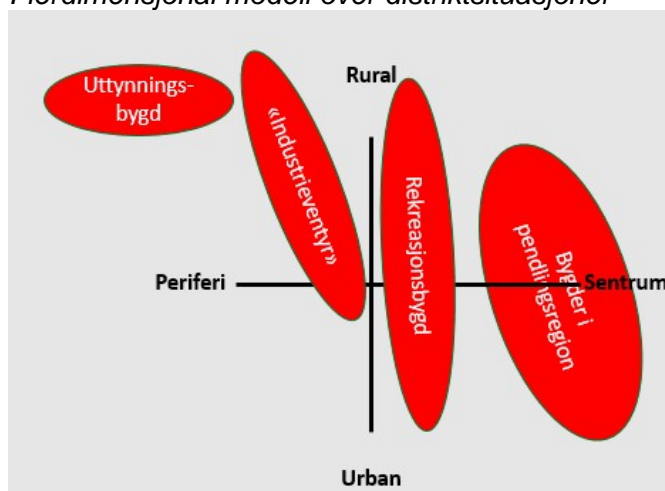 Flerdimensjonal modell over distriktsituasjoner
Uttynnings-
bygd
Rural
«Industrieventyr»
Rekreasjonsbygd
Bygder i
pendlingsregion
Periferi
Sentrum
Urban